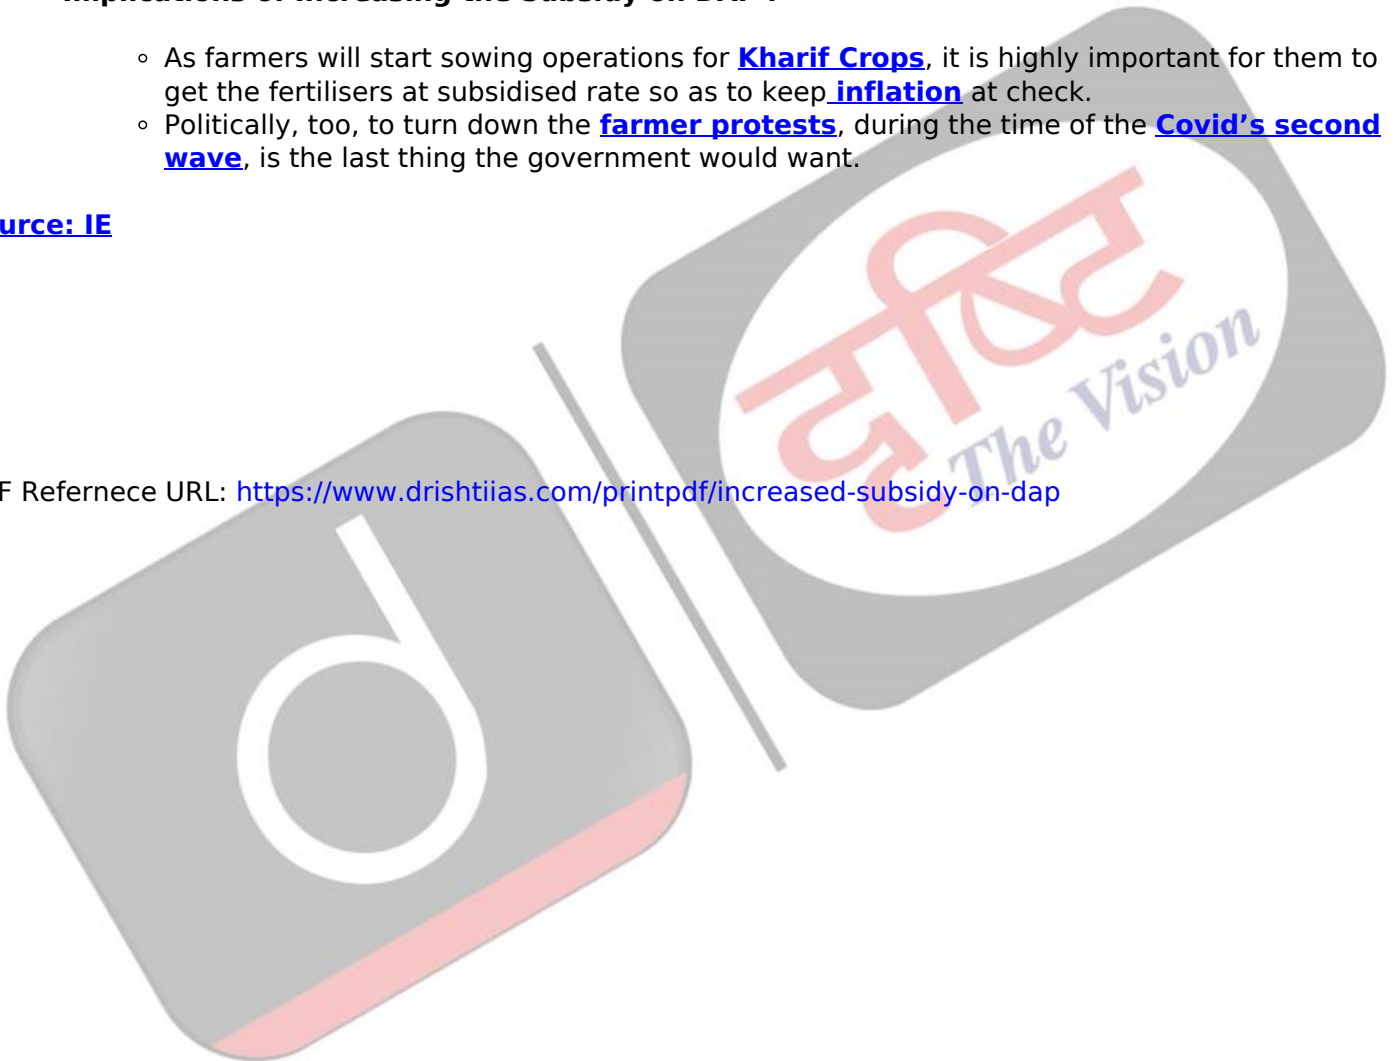 As farmers will start sowing operations for Kharif Crops, it is highly important for them to
get the fertilisers at subsidised rate so as to keep inflation at check.
Politically, too, to turn down the farmer protests, during the time of the Covid’s second
wave, is the last thing the government would want.
urce: IE
दृष्टि
The Vision
F Refernece URL: https://www.drishtiias.com/printpdf/increased-subsidy-on-dap
d